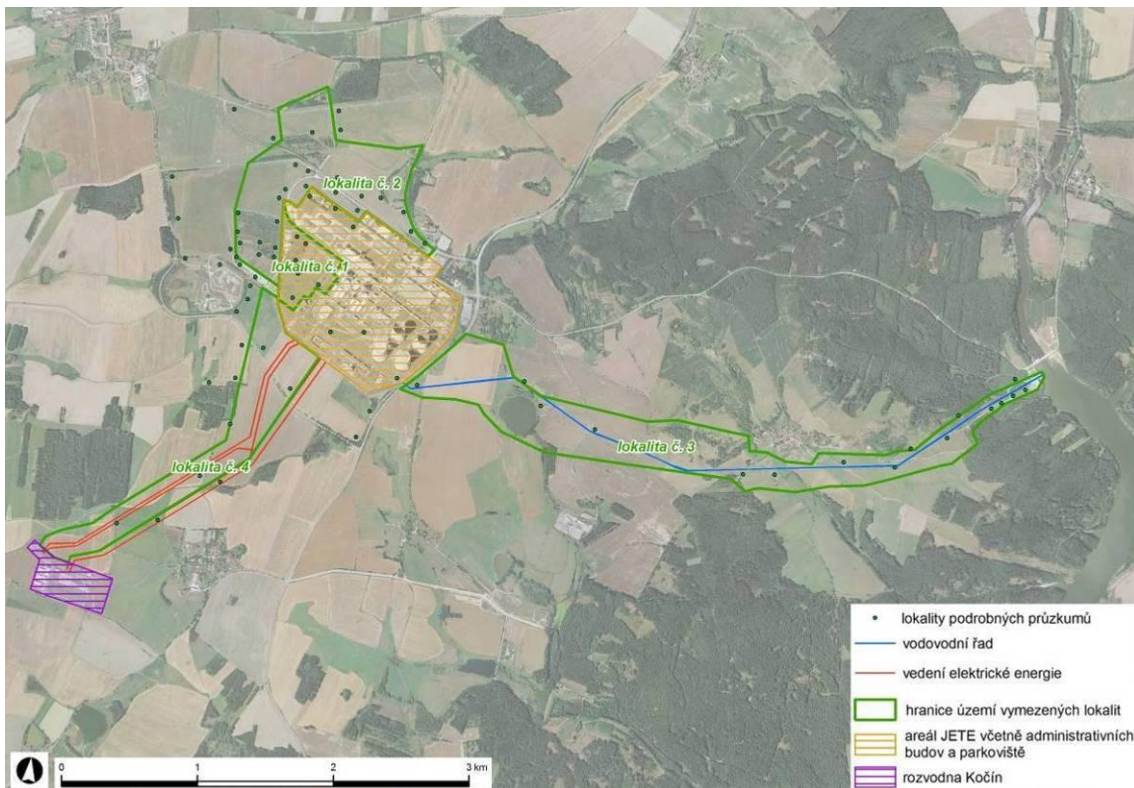 lokalita č. 2
lokalita č. 1
lokalita č. 3
lokalita č. 4
lokality podrobných průzkumů
vodovodní řad
vedení elektrické energie
hranice území vymezených lokalit
areál JETE včetně administrativních
budov a parkoviště
rozvodna Kočín
0 1 2 3 km